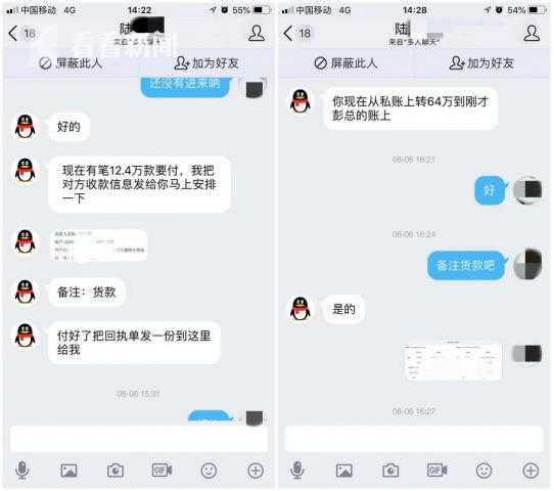 中国移动 4G
14:22
55%
18
陆
来自"多人聊天"
看看新闻
屏蔽此人
加为好友
还没有进来哟
好的
现在有笔12.4万款要付，我把
对方收款信息发给你马上安排
一下
备注：货款
付好了把回执单发一份到这里
给我
08-06 15:31
GIF
中国移动 4G
14:28
54%
18
陆
来自"多人聊天"
屏蔽此人
加为好友
你现在从私账上转64万到刚才
彭总的账上
08-06 16:21
好
08-06 16:24
备注货款吧
是的
08-06 16:27
GIF